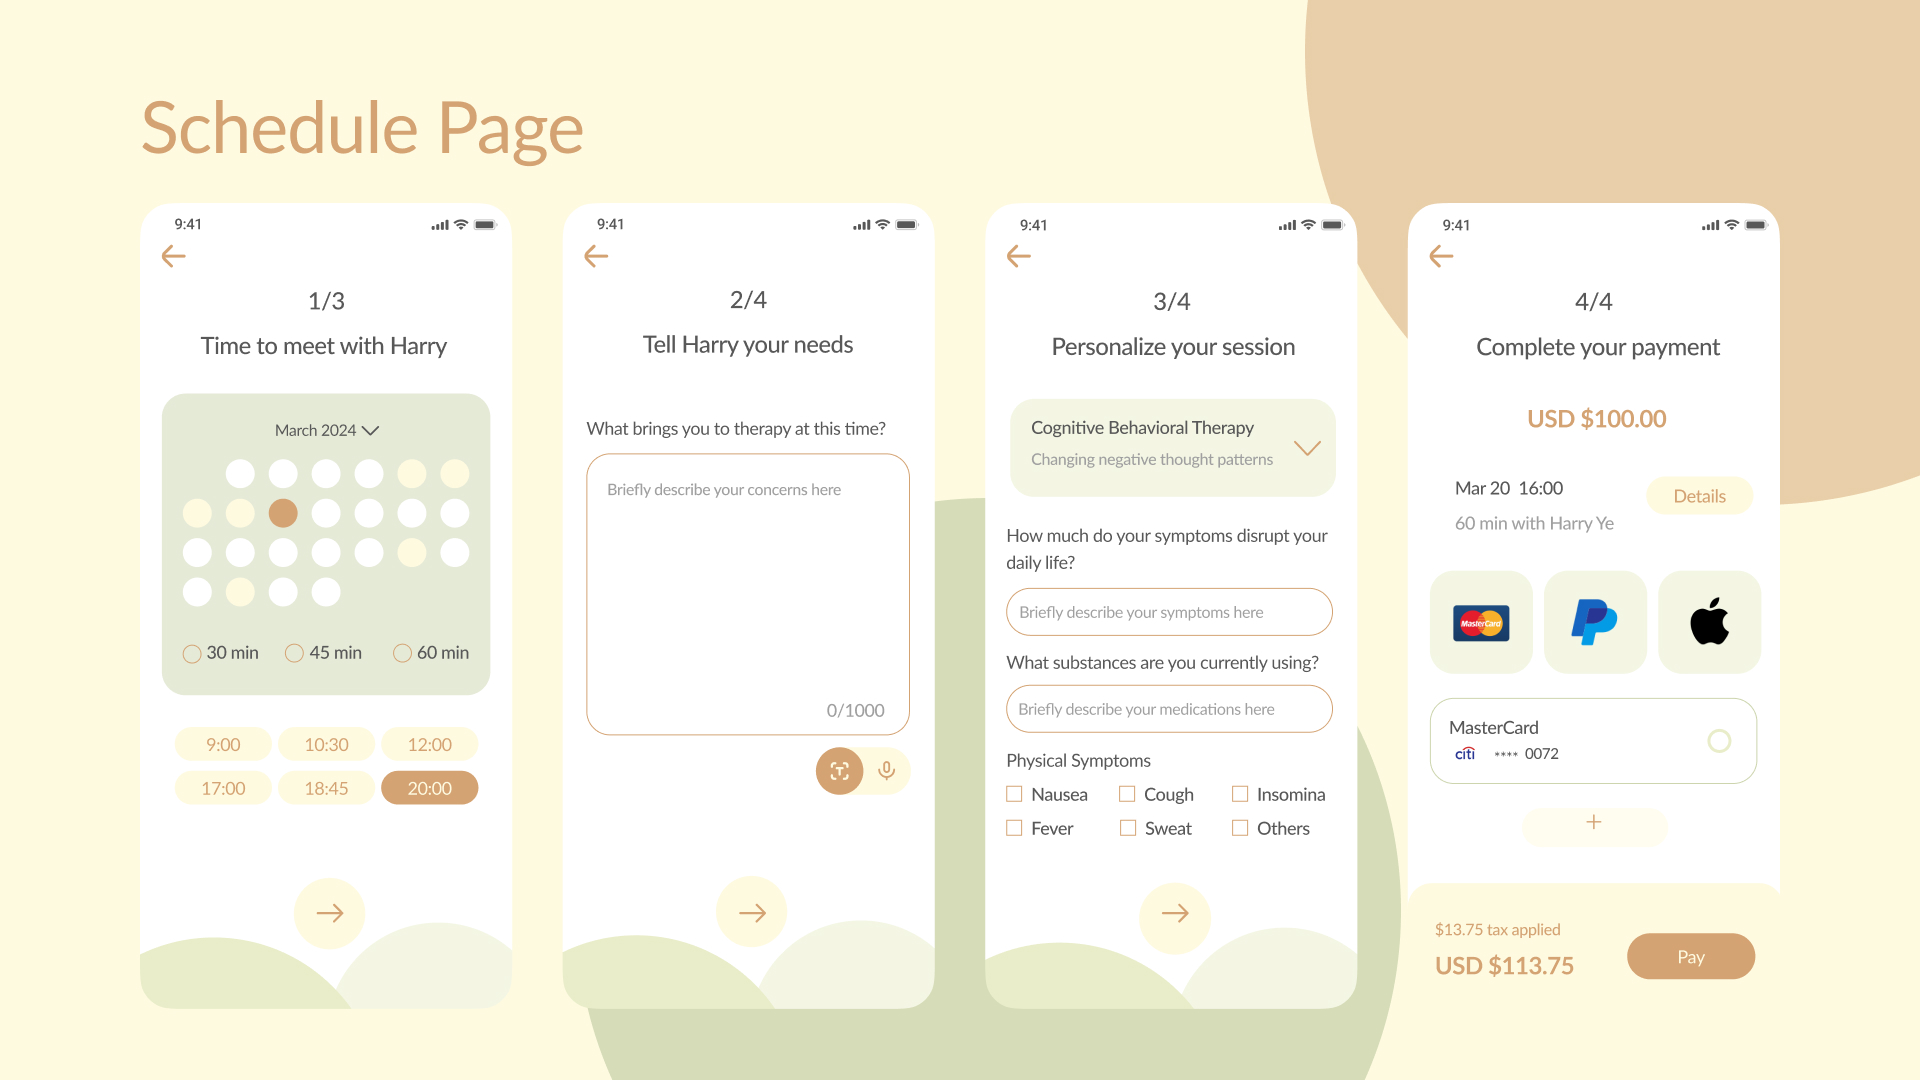 Schedule Page
9:41
1/3
Time to meet with Harry
March 2024
30 min 45 min 60 min
9:00 10:30 12:00
17:00 18:45 20:00
9:41
2/4
Tell Harry your needs
What brings you to therapy at this time?
Briefly describe your concerns here
0/1000
9:41
3/4
Personalize your session
Cognitive Behavioral Therapy
Changing negative thought patterns
How much do your symptoms disrupt your
daily life?
Briefly describe your symptoms here
What substances are you currently using?
Briefly describe your medications here
Physical Symptoms
Nausea Cough Insomina
Fever Sweat Others
9:41
4/4
Complete your payment
USD $100.00
Mar 20 16:00
Details
60 min with Harry Ye
MasterCard
MasterCard
citi **** 0072
+
$13.75 tax applied
USD $113.75
Pay